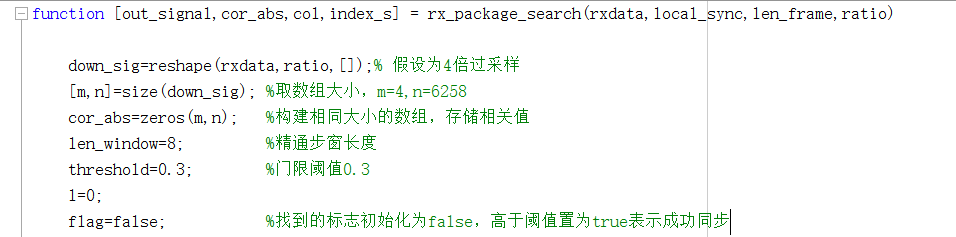 function [out_signal,cor_abs,col,index_s] = rx_package_search(rxdata,local_sync,len_frame,ratio)
down_sig=reshape(rxdata,ratio,[]);% 假设为4倍过采样
[m,n]=size(down_sig); %取数组大小，m=4,n=6258
cor_abs=zeros(m,n); %构建相同大小的数组，存储相关值
len_window=8; %精通步窗长度
threshold=0.3; %门限阈值0.3
l=0;
flag=false; %找到的标志初始化为false，高于阈值置为true表示成功同步